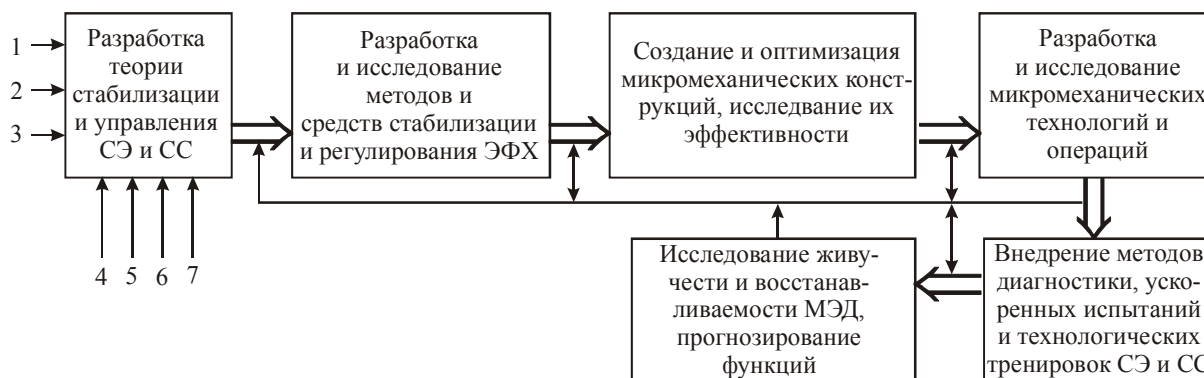 1
2
3
Разработка
теории
стабилизации
и управления
СЭ и СС
4 5 6 7
Разработка
и исследование
методов и
средств стабилизации
и регулирования ЭФХ
Создание и оптимизация
микромеханических конст-
рукций, исследвание их
эффективности
Разработка
и исследование
микромеханических
технологий и
операций
Исследование живу-
чести и восстанав-
ливаемости МЭД,
прогнозирование
функций
Внедрение методов
диагностики, уско-
ренных испытаний
и технологических
тренировок СЭ и СС